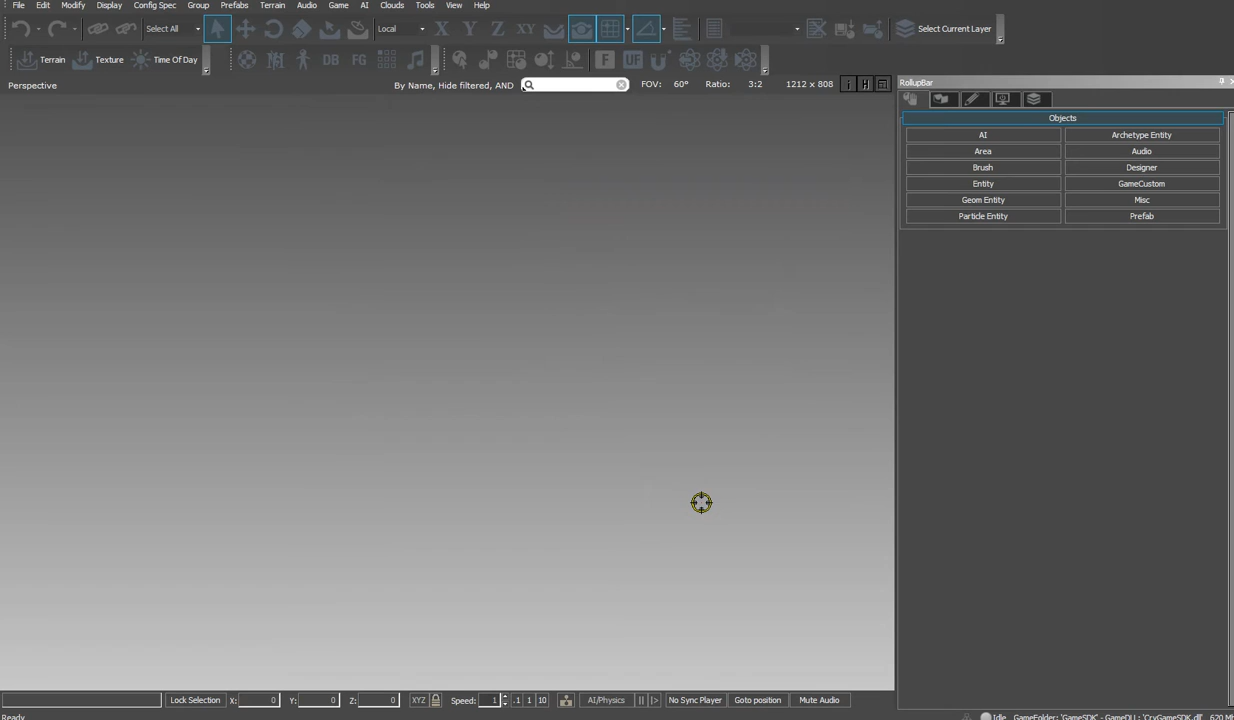 File Edit Modify Display Config Spec Group Prefabs Terrain Audio Game AI Clouds Tools View Help
Select All Local X Y Z XY Select Current Layer
Terrain Texture Time Of Day DB FG F UF
Perspective By Name, Hide filtered, AND FOV: 60° Ratio: 3:2 1212 x 808 i H
RollupBar
Objects
AI Archetype Entity
Area Audio
Brush Designer
Entity GameCustom
Geom Entity Misc
Particle Entity Prefab
Lock Selection X: 0 Y: 0 Z: 0 XYZ Speed: 1 .1 1 10 AI/Physics No Sync Player Goto position Mute Audio
Ready Idle GameFolder: 'GameSDK' - GameDLL: 'CryGameSDK.dll' 620 M